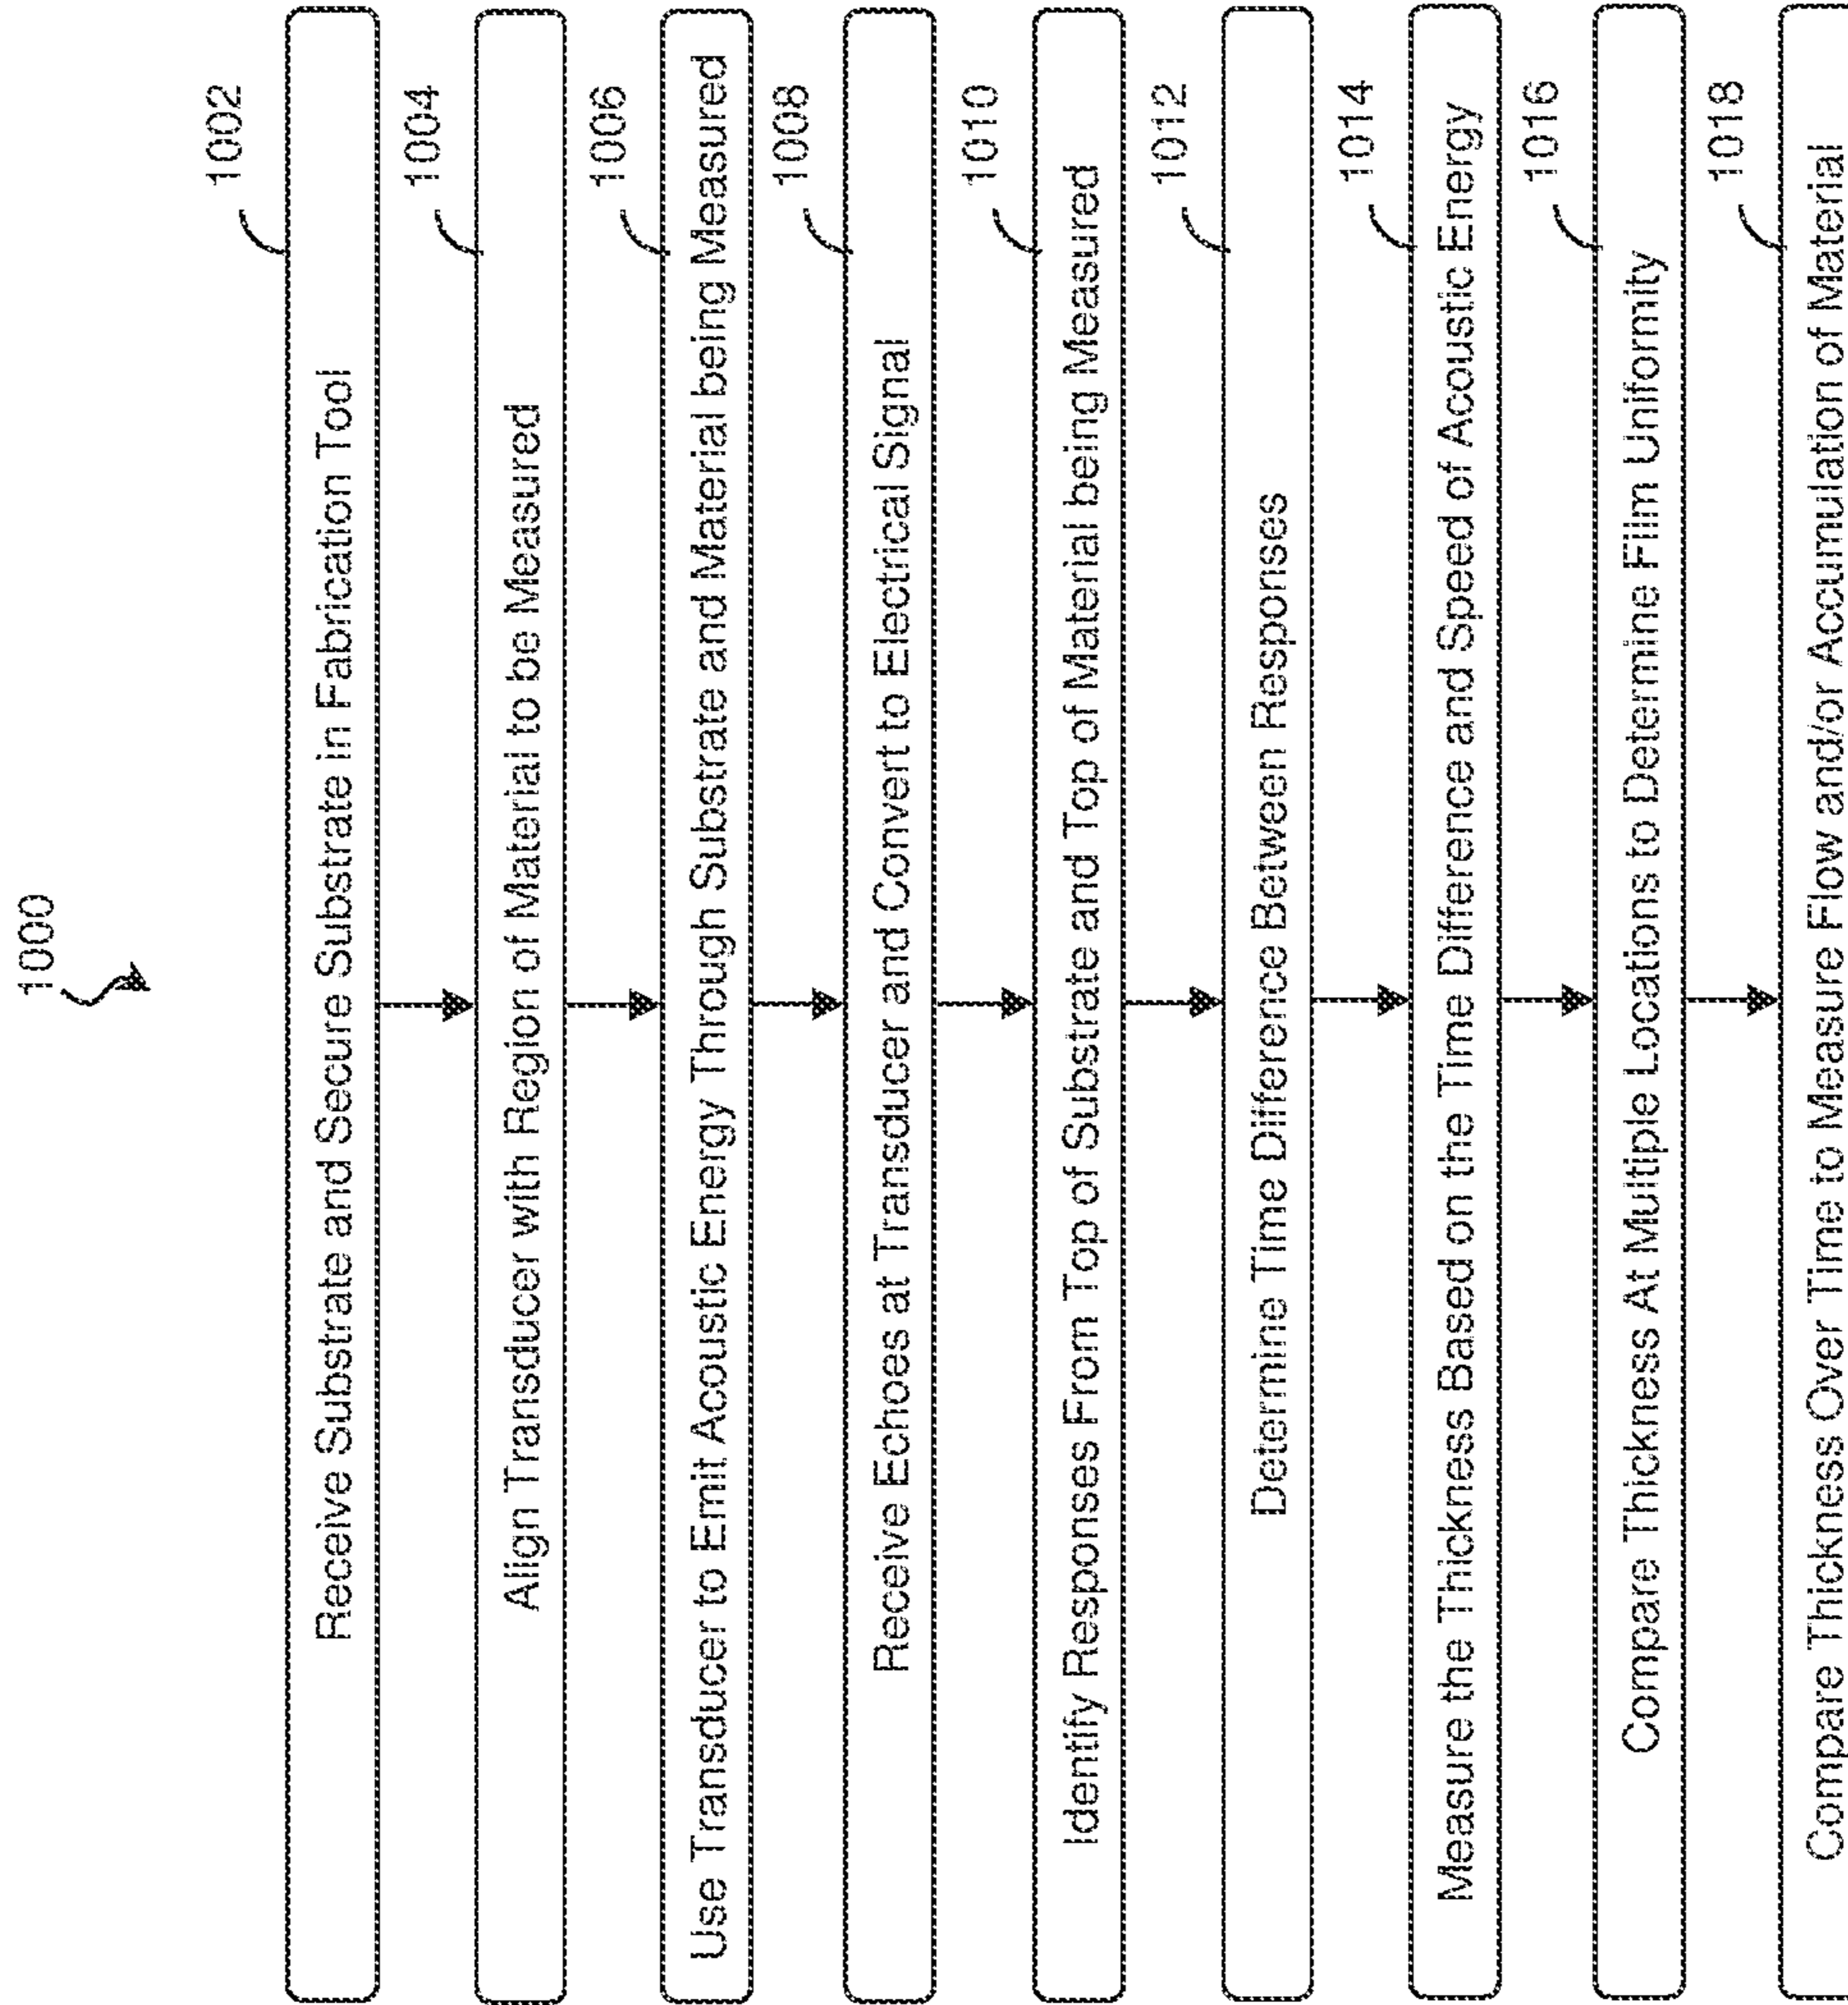 1000
1002
Receive Substrate and Secure Substrate in Fabrication Tool
1004
Align Transducer with Region of Material to be Measured
1006
Use Transducer to Emit Acoustic Energy Through Substrate and Material being Measured
1008
Receive Echoes at Transducer and Convert to Electrical Signal
1010
Identify Responses From Top of Substrate and Top of Material being Measured
1012
Determine Time Difference Between Responses
1014
Measure the Thickness Based on the Time Difference and Speed of Acoustic Energy
1016
Compare Thickness At Multiple Locations to Determine Film Uniformity
1018
Compare Thickness Over Time to Measure Flow and/or Accumulation of Material